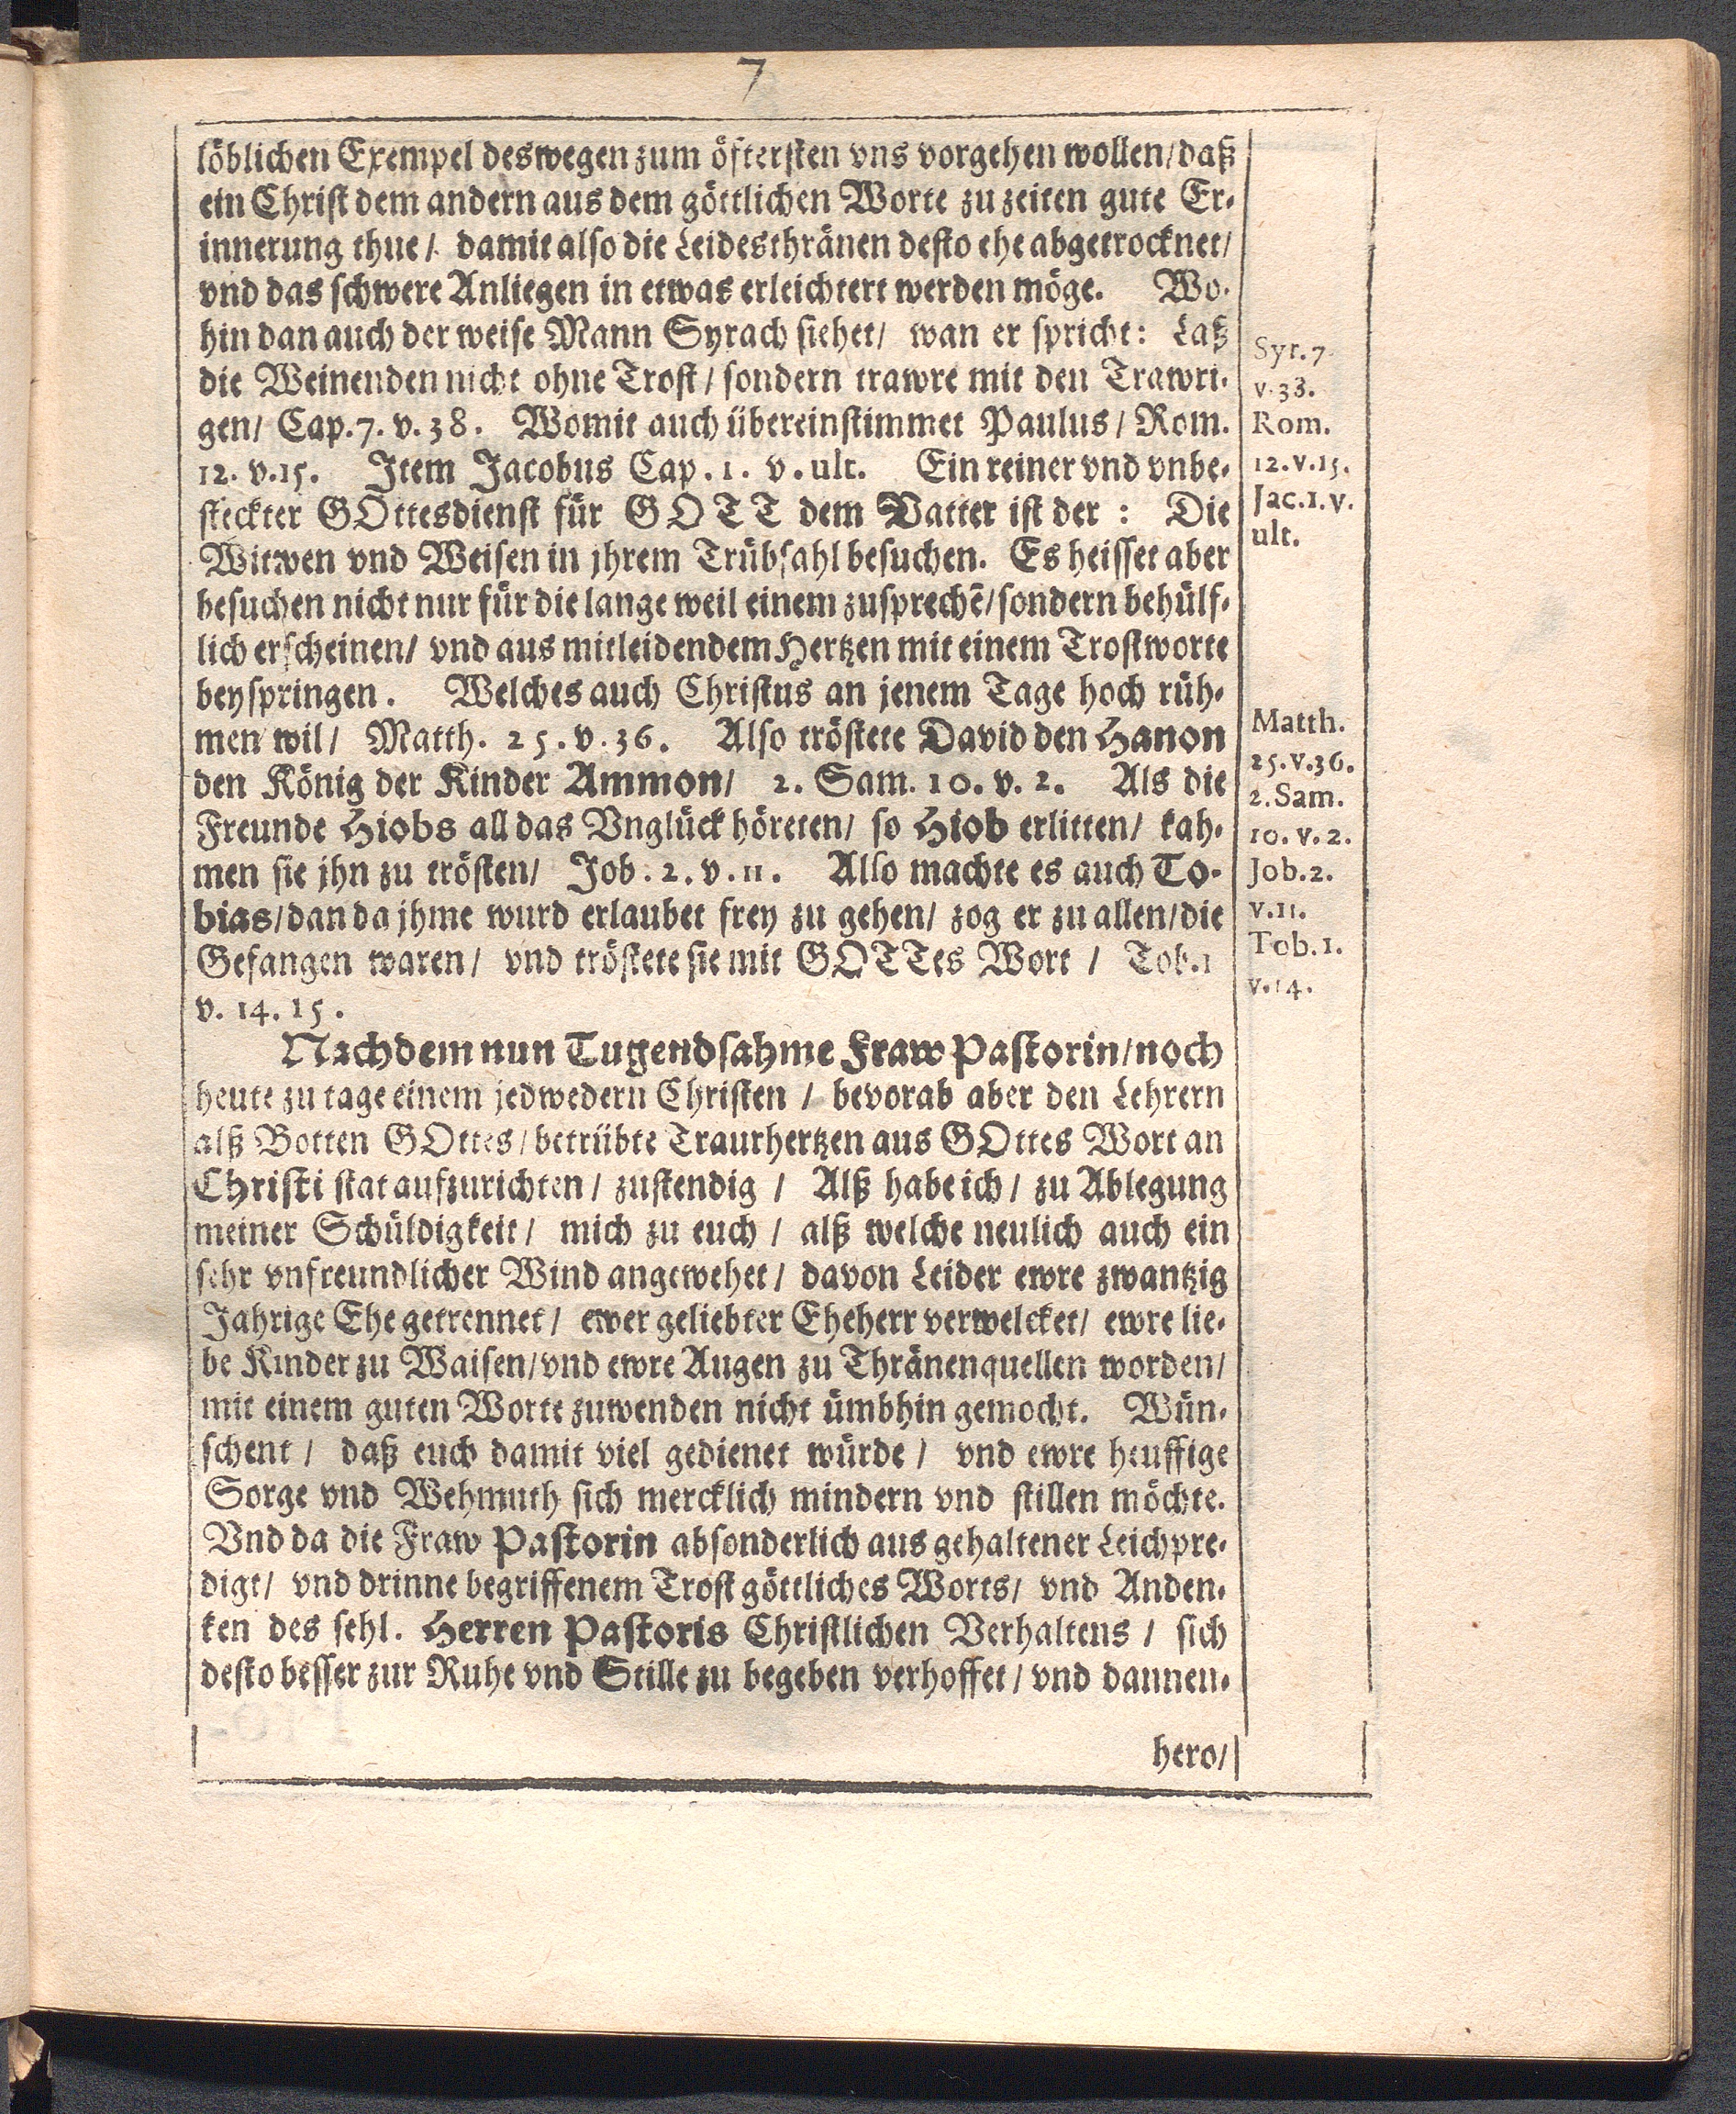 7
löblichen Exempel deswegen zum öftersten vns vorgehen wollen/daß
ein Christ dem andern aus dem göttlichen Worte zu zeiten gute Er-
innerung thue/ damit also die Leidesthränen desto ehe abgetrocknet/
vnd das schwere Anliegen in etwas erleichtert werden möge. Wo-
hin dan auch der weise Mann Syrach siehet/ wan er spricht: Laß
die Weinenden nicht ohne Trost/ sondern trawre mit den Trawri-
gen/ Cap. 7. v. 38. Womit auch übereinstimmet Paulus/ Rom.
12. v. 15. Item Jacobus Cap. 1. v. ult. Ein reiner vnd vnbe-
fleckter GOttesdienst für GOTT dem Vatter ist der: Die
Witwen vnd Weisen in jhrem Trübsahl besuchen. Es heisset aber
besuchen nicht nur für die lange weil einem zusprechẽ/sondern behülf-
lich erscheinen/ vnd aus mitleidendem Hertzen mit einem Trostworte
beyspringen. Welches auch Christus an jenem Tage hoch rüh-
men wil/ Matth. 25. v. 36. Also tröstete David den Hanon
den König der Kinder Ammon/ 2. Sam. 10. v. 2. Als die
Freunde Hiobs all das Vnglück höreten/ so Hiob erlitten/ kah-
men sie jhn zu trösten/ Job. 2. v. 11. Also machte es auch To-
bias/dan da jhme wurd erlaubet frey zu gehen/ zog er zu allen/die
Gefangen waren/ vnd tröstete sie mit GOTTes Wort / Tob. 1
v. 14. 15.
Nachdem nun Tugendsahme Fraw Pastorin/noch
heute zu tage einem jedwedern Christen / bevorab aber den Lehrern
alß Botten GOttes/ betrübte Traurhertzen aus GOttes Wort an
Christi stat aufzurichten/ zustendig / Alß habe ich/ zu Ablegung
meiner Schüldigkeit/ mich zu euch / alß welche neulich auch ein
sehr vnfreundlicher Wind angewehet/ davon Leider ewre zwantzig
Jahrige Ehe getrennet/ ewer geliebter Eheherr verwelcket/ ewre lie-
be Kinder zu Waisen/vnd ewre Augen zu Thränenquellen worden/
mit einem guten Worte zuwenden nicht ümbhin gemocht. Wün-
schent / daß euch damit viel gedienet würde / vnd ewre heuffige
Sorge vnd Wehmuth sich mercklich mindern vnd stillen möchte.
Vnd da die Fraw Pastorin absonderlich aus gehaltener Leichpre-
digt/ vnd drinne begriffenem Trost göttliches Worts/ vnd Anden-
ken des sehl. Herren Pastoris Christlichen Verhaltens / sich
desto besser zur Ruhe vnd Stille zu begeben verhoffet/ vnd dannen-
hero/
Syr. 7.
v. 38.
Rom.
12. v. 15.
Jac. 1. v.
ult.
Matth.
25. v. 36.
2. Sam.
10. v. 2.
Job. 2.
v. 11.
Tob. 1.
v. 14.